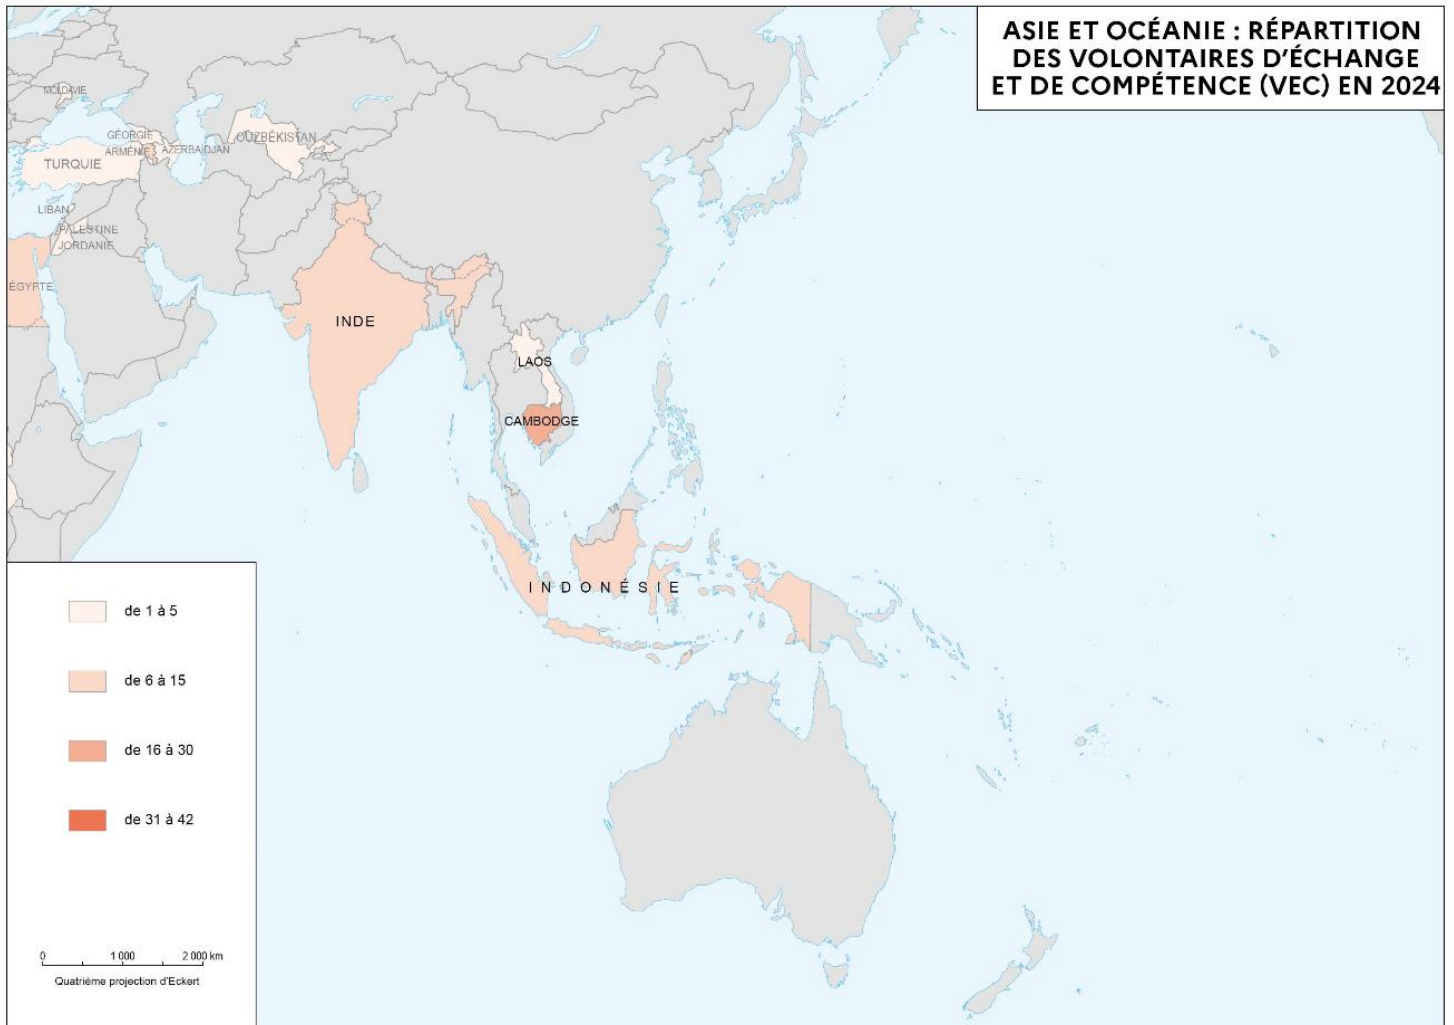 ASIE ET OCÉANIE : RÉPARTITION
DES VOLONTAIRES D’ÉCHANGE
ET DE COMPÉTENCE (VEC) EN 2024
MOLDAVIE
GÉORGIE
OUZBÉKISTAN
ARMÉNIE
AZERBAIDJAN
TURQUIE
LIBAN
PALESTINE
JORDANIE
ÉGYPTE
INDE
LAOS
CAMBODGE
INDONÉSIE
de 1 à 5
de 6 à 15
de 16 à 30
de 31 à 42
0 1 000 2 000 km
Quatrième projection d’Eckert